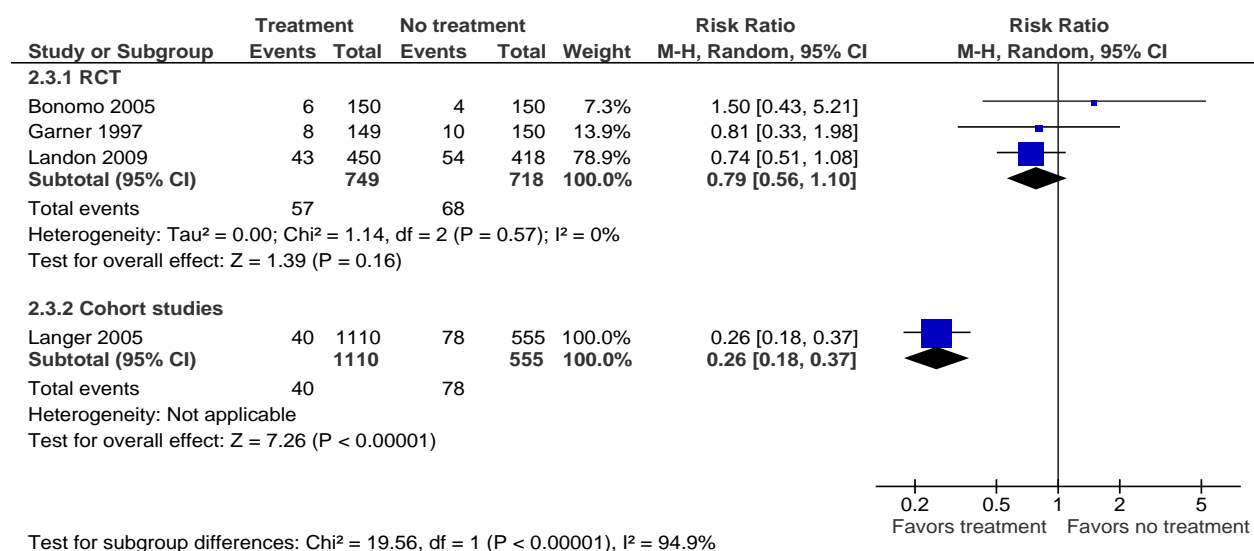 Treatment No treatment Risk Ratio Risk Ratio
Study or Subgroup Events Total Events Total Weight M-H, Random, 95% CI M-H, Random, 95% CI
2.3.1 RCT
Bonomo 2005 6 150 4 150 7.3% 1.50 [0.43, 5.21]
Garner 1997 8 149 10 150 13.9% 0.81 [0.33, 1.98]
Landon 2009 43 450 54 418 78.9% 0.74 [0.51, 1.08]
Subtotal (95% CI) 749 718 100.0% 0.79 [0.56, 1.10]
Total events 57 68
Heterogeneity: Tau² = 0.00; Chi² = 1.14, df = 2 (P = 0.57); I² = 0%
Test for overall effect: Z = 1.39 (P = 0.16)
2.3.2 Cohort studies
Langer 2005 40 1110 78 555 100.0% 0.26 [0.18, 0.37]
Subtotal (95% CI) 1110 555 100.0% 0.26 [0.18, 0.37]
Total events 40 78
Heterogeneity: Not applicable
Test for overall effect: Z = 7.26 (P < 0.00001)
0.2 0.5 1 2 5
Favors treatment Favors no treatment
Test for subgroup differences: Chi² = 19.56, df = 1 (P < 0.00001), I² = 94.9%